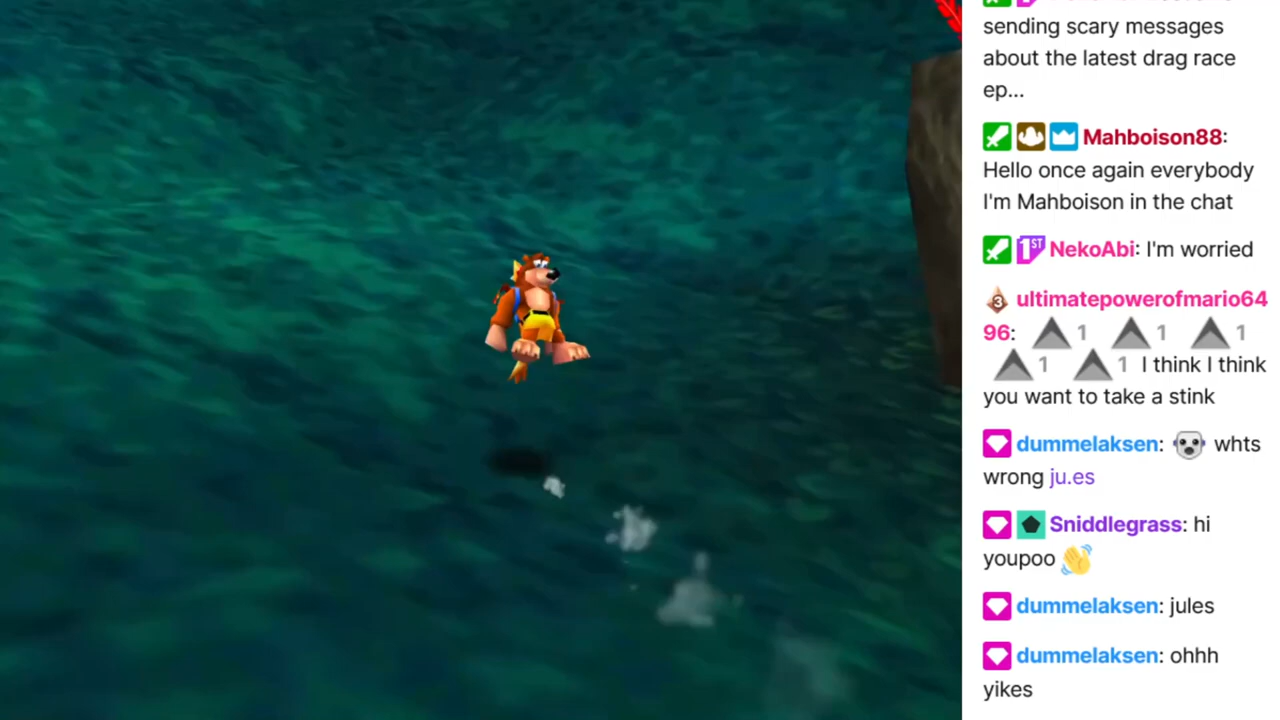 sending scary messages
about the latest drag race
ep...
Mahboison88:
Hello once again everybody
I'm Mahboison in the chat
1ST NekoAbi: I'm worried
3 ultimatepowerofmario64
96: 1 1 1
1 1 I think I think
you want to take a stink
dummelaksen: whts
wrong ju.es
Sniddlegrass: hi
youpoo
dummelaksen: jules
dummelaksen: ohhh
yikes